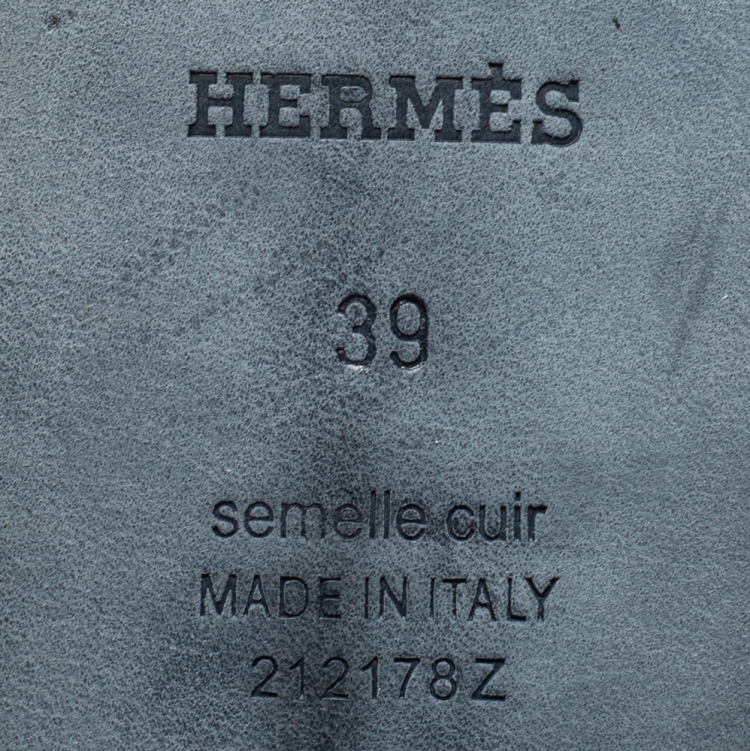 HERMÈS
39
semelle cuir
MADE IN ITALY
212178Z